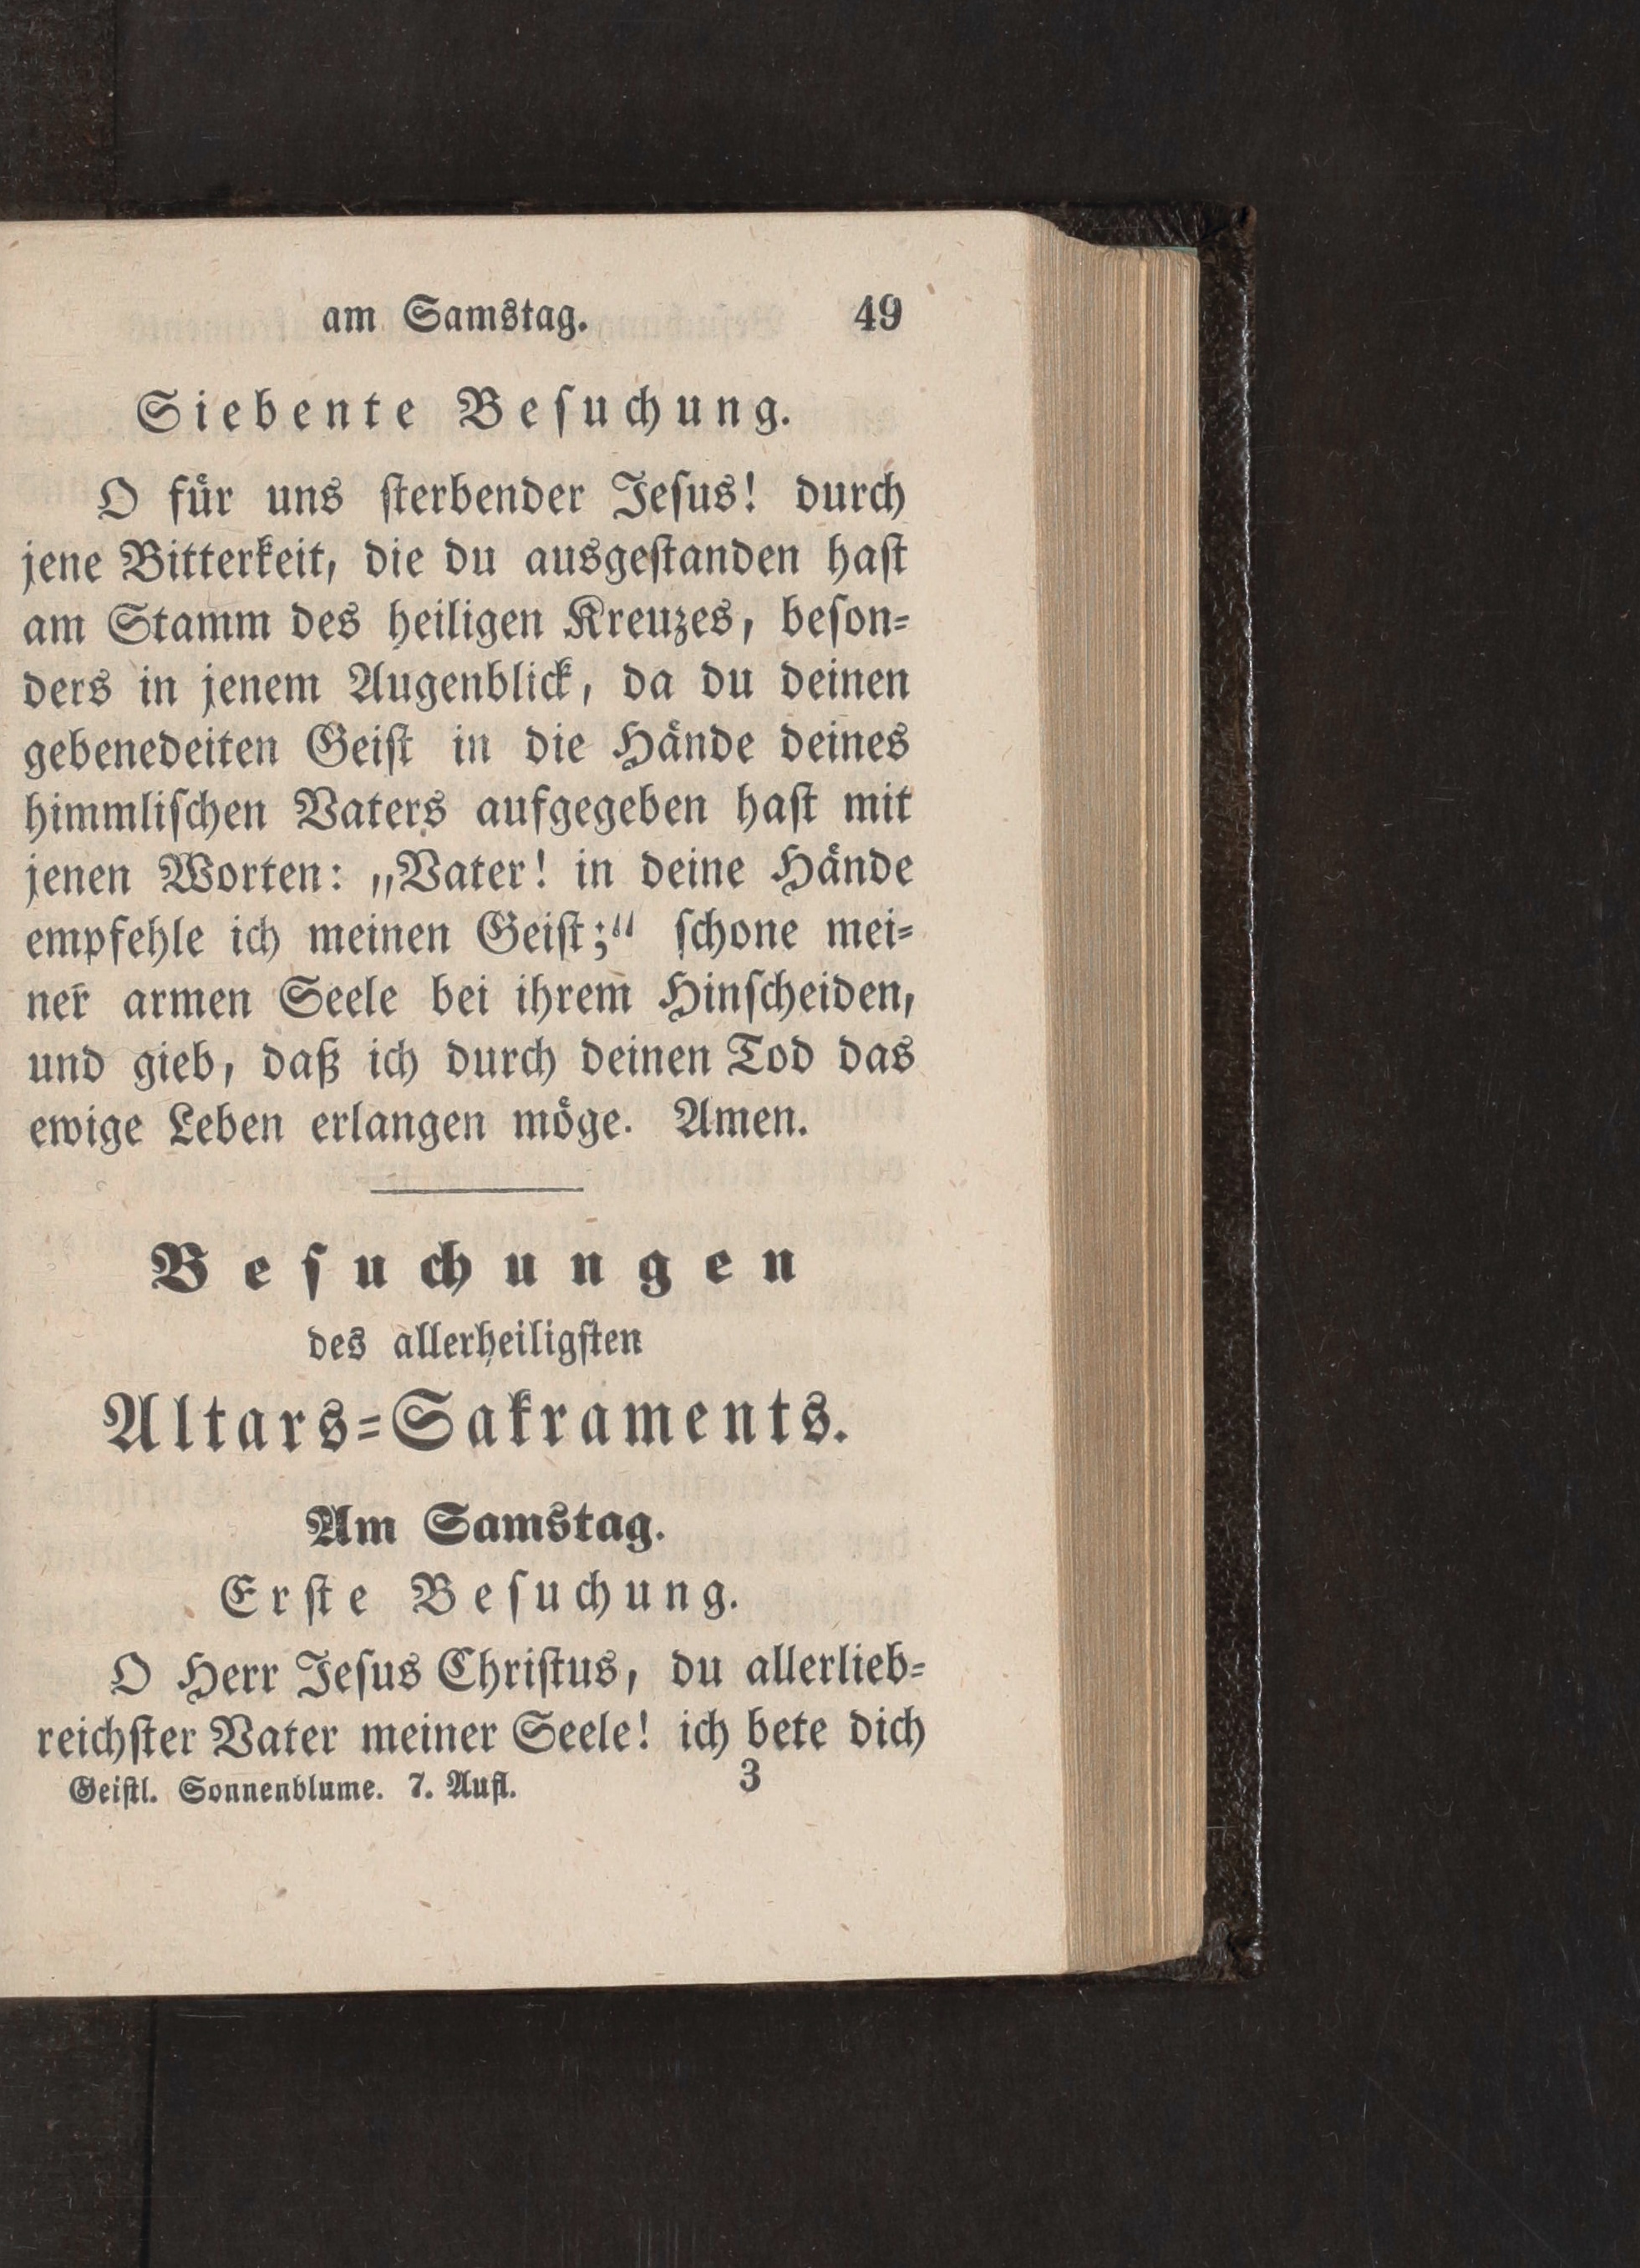 am Samstag. 49
Siebente Beſuchung.
O für uns ſterbender Jeſus! durch
jene Bitterkeit, die du ausgeſtanden haſt
am Stamm des heiligen Kreuzes, beſon⸗
ders in jenem Augenblick, da du deinen
gebenedeiten Geiſt in die Hände deines
himmliſchen Vaters aufgegeben haſt mit
jenen Worten: „Vater! in deine Hände
empfehle ich meinen Geiſt;“ ſchone mei⸗
ner armen Seele bei ihrem Hinſcheiden,
und gieb, daß ich durch deinen Tod das
ewige Leben erlangen möge. Amen.
Beſuchungen
des allerheiligſten
Altars⸗Sakraments.
Am Samstag.
Erſte Beſuchung.
O Herr Jeſus Chriſtus, du allerlieb⸗
reichſter Vater meiner Seele! ich bete dich
Geiſtl. Sonnenblume. 7. Aufl. 3